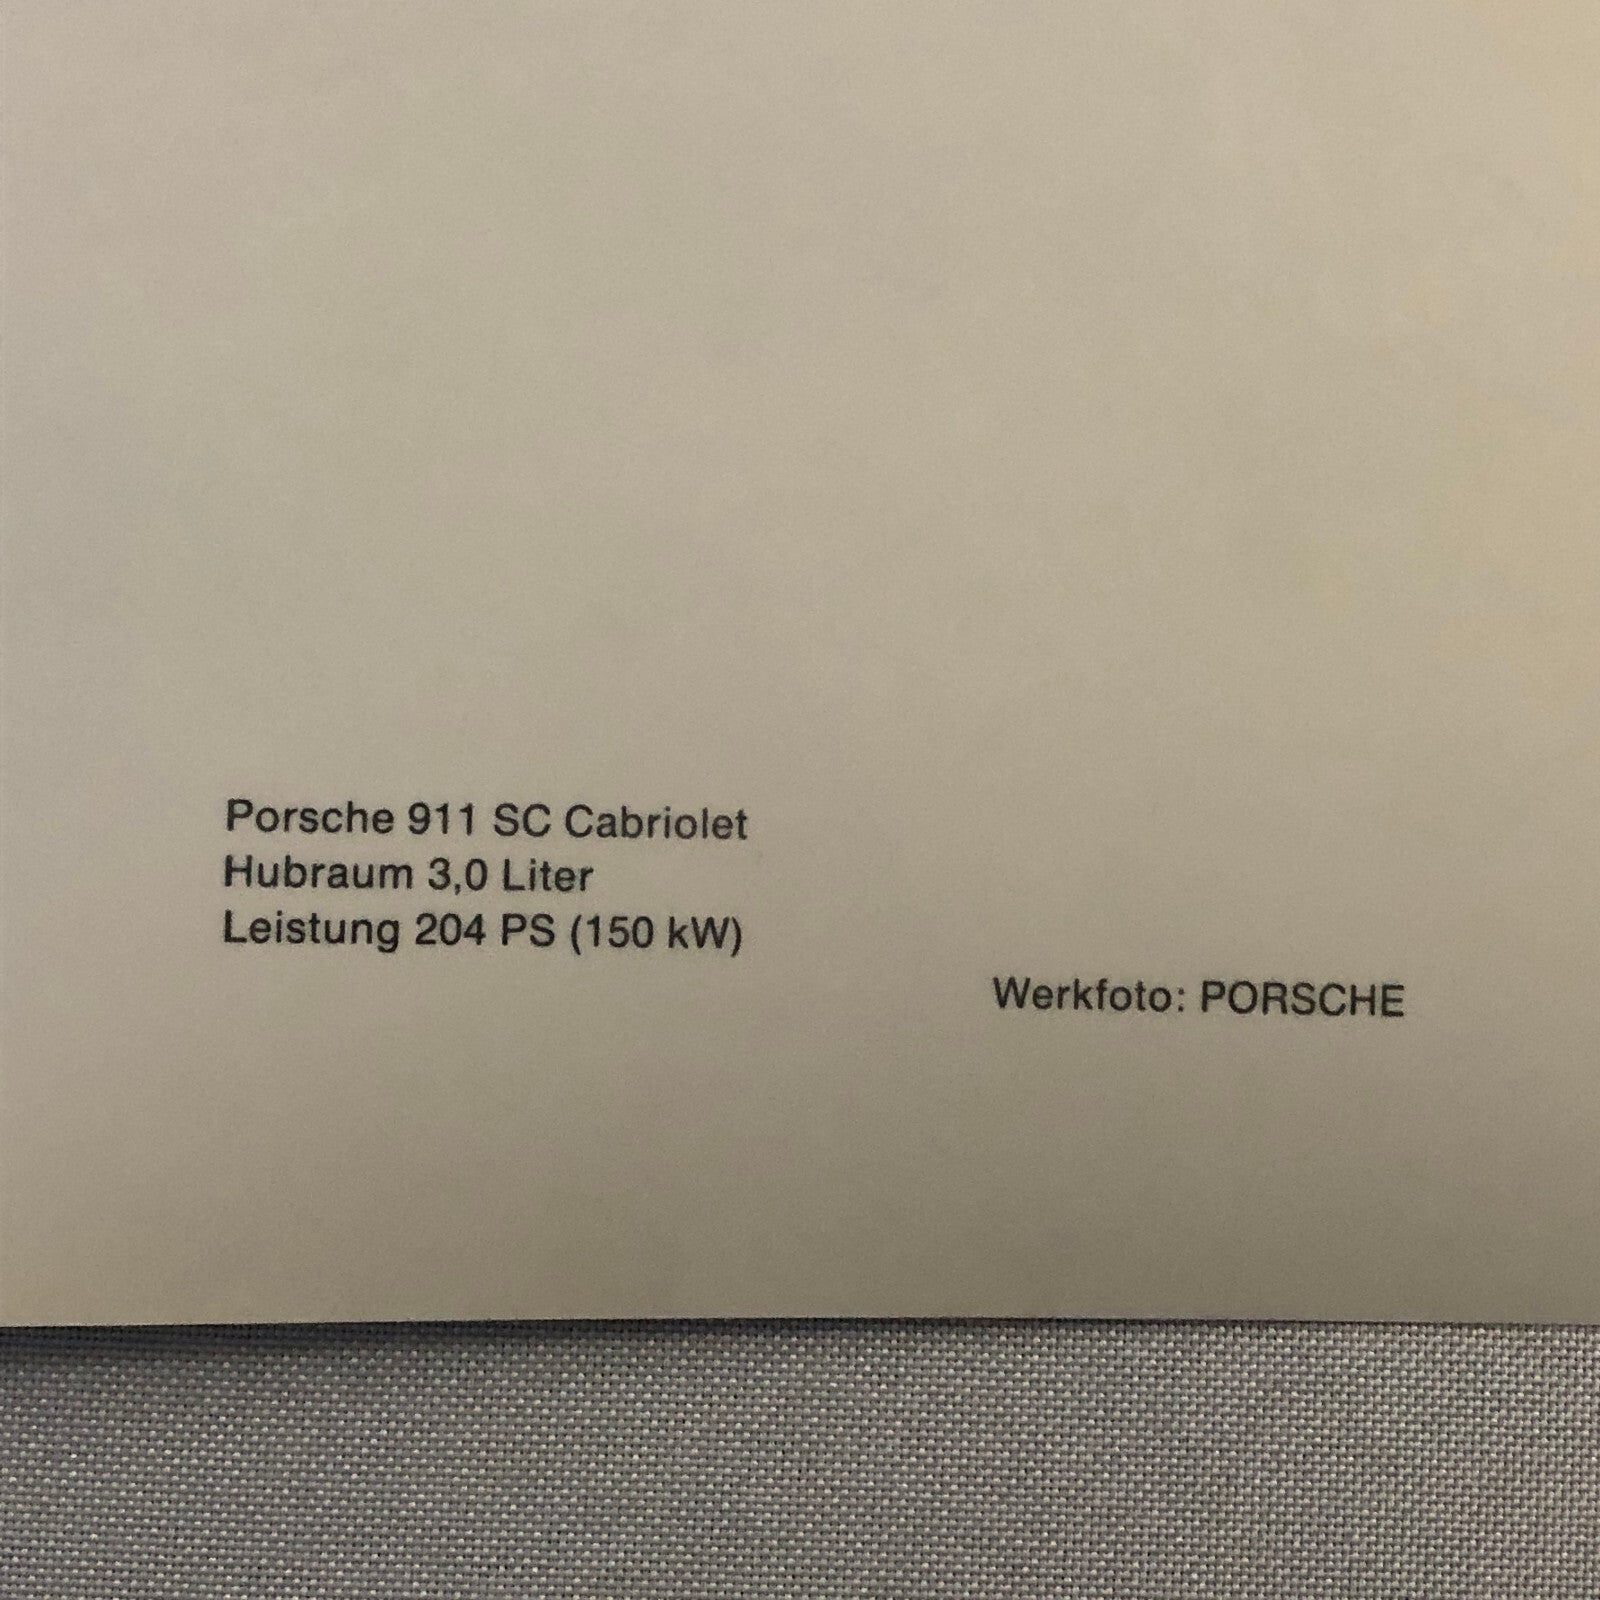 Porsche 911 SC Cabriolet
Hubraum 3,0 Liter
Leistung 204 PS (150 kW)
Werkfoto: PORSCHE